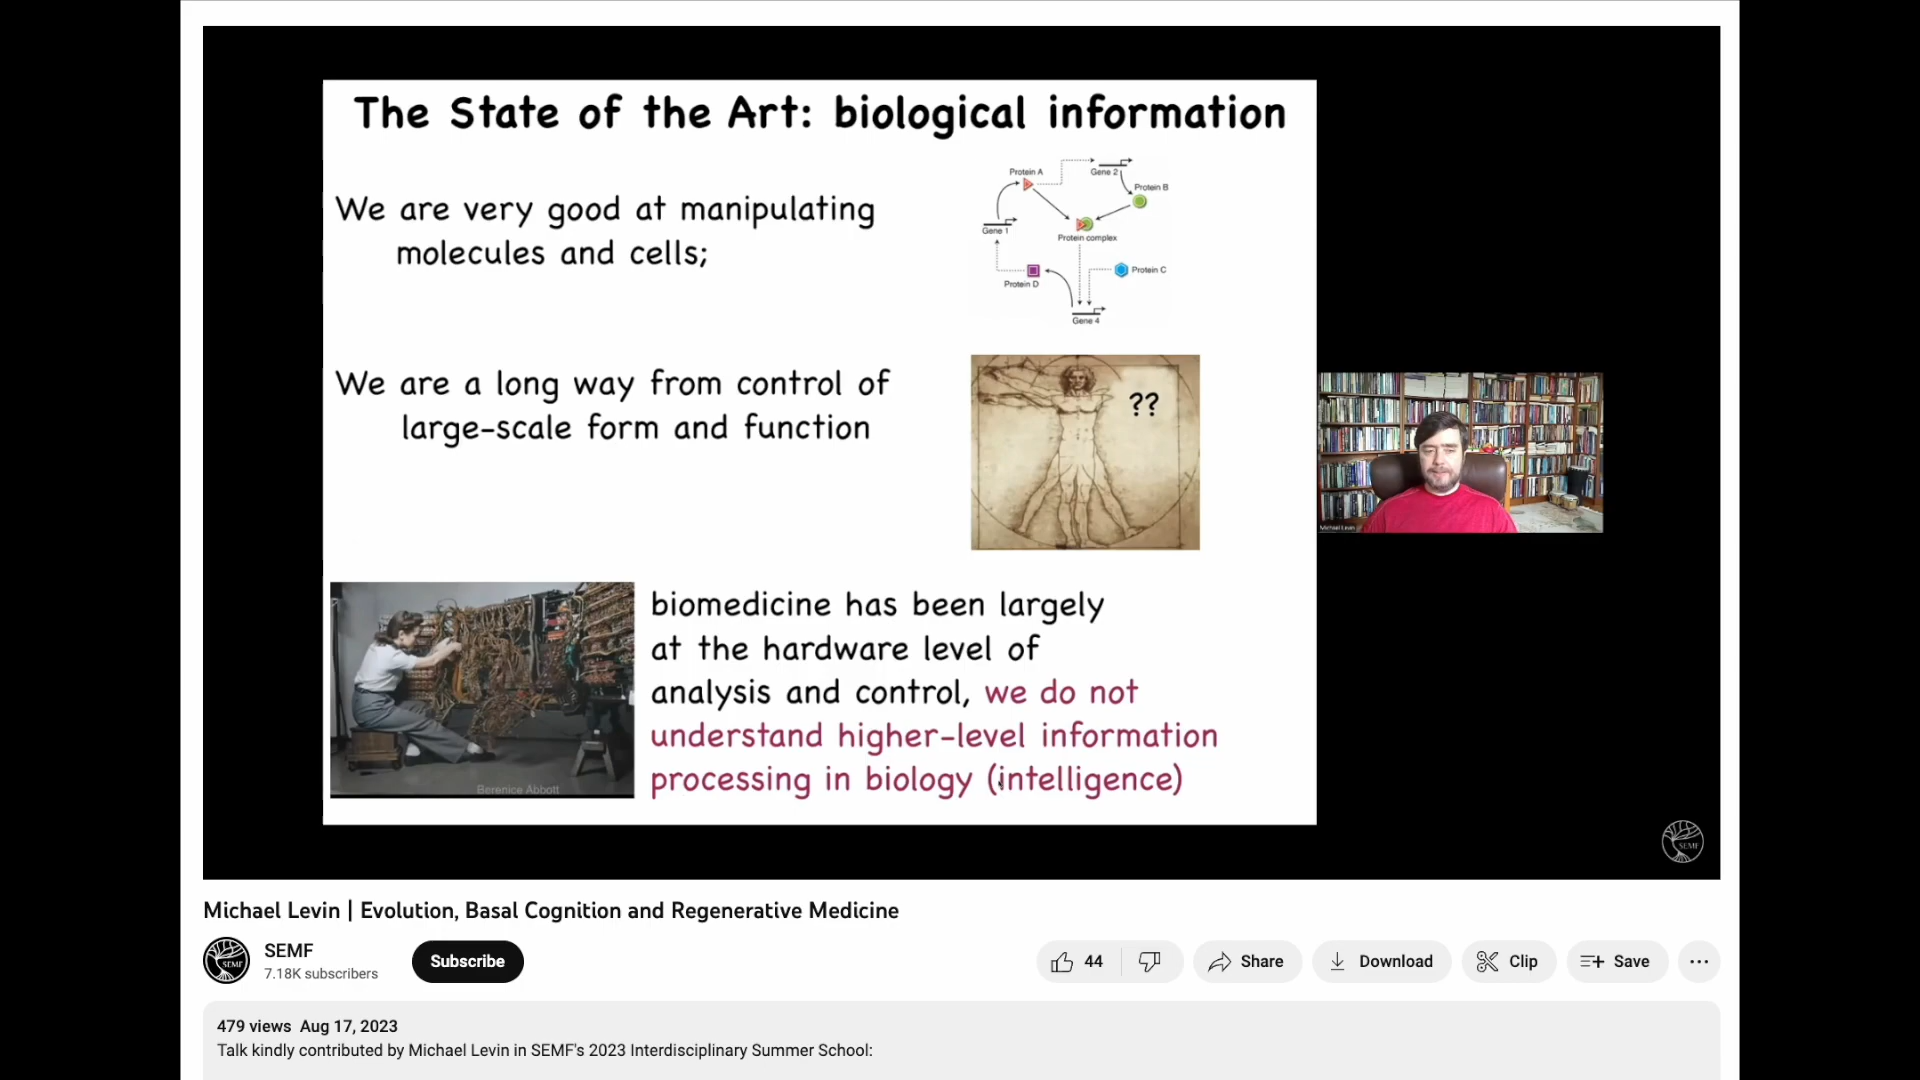 The State of the Art: biological information
We are very good at manipulating
molecules and cells;
Protein A
Gene 2
Protein B
Gene 1
Protein complex
Protein D
Protein C
Gene 4
We are a long way from control of
large-scale form and function
??
Michael Levin
biomedicine has been largely
at the hardware level of
analysis and control, we do not
understand higher-level information
processing in biology (intelligence)
Berenice Abbott
SEMF
Michael Levin | Evolution, Basal Cognition and Regenerative Medicine
SEMF
SEMF
7.18K subscribers
Subscribe
44
Share
Download
Clip
Save
479 views Aug 17, 2023
Talk kindly contributed by Michael Levin in SEMF's 2023 Interdisciplinary Summer School: